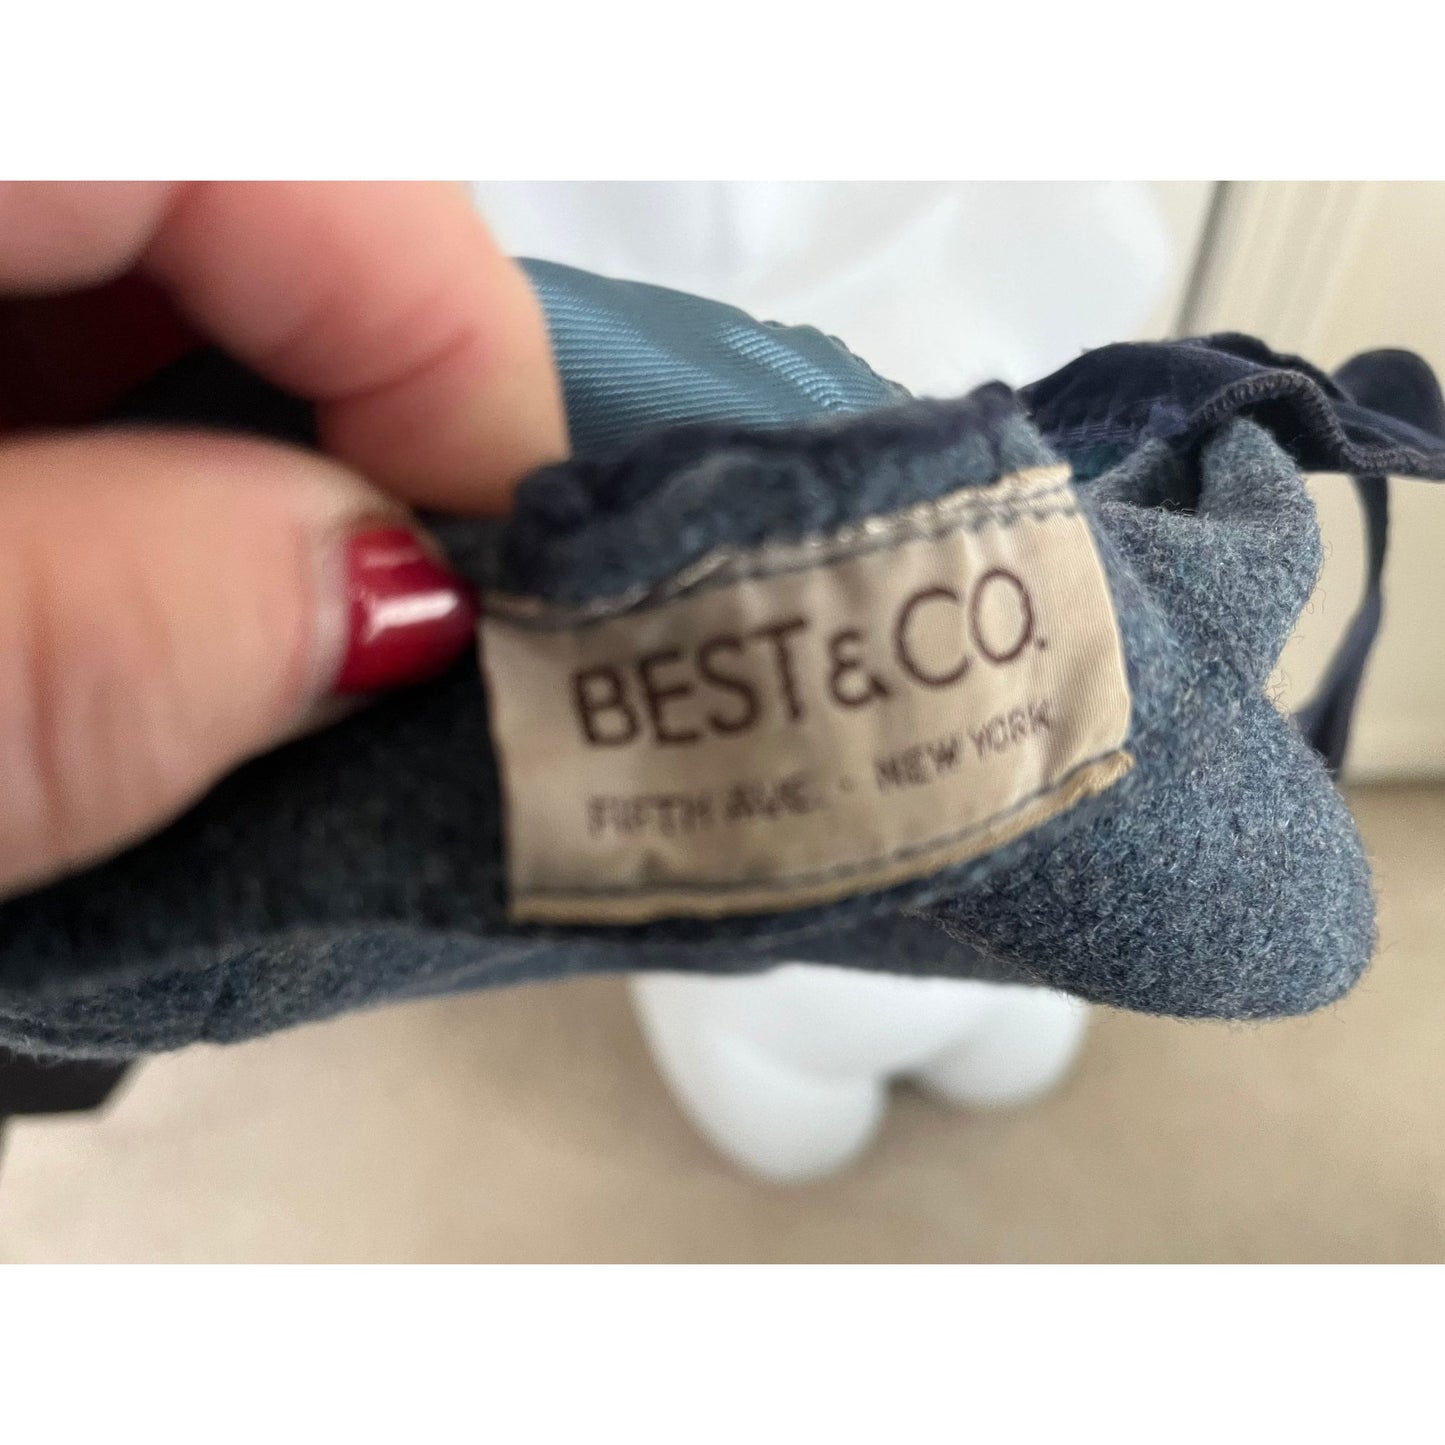 BEST & CO.
FIFTH AVE. · NEW YORK